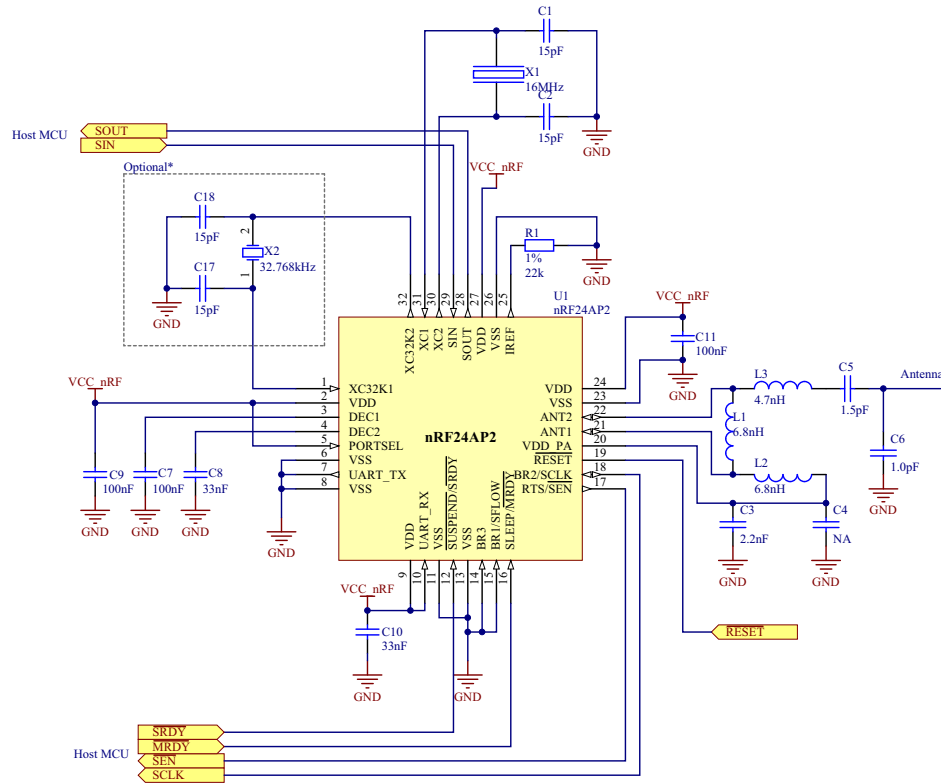 C1
15pF
X1
16MHz
C2
15pF
GND
Host MCU
SOUT
SIN
VCC_nRF
Optional*
C18
15pF
2
X2
32.768kHz
1
C17
15pF
GND
R1
1%
22k
GND
32
31
30
29
28
27
26
25
XC32K2
XC1
XC2
SIN
SOUT
VDD
VSS
IREF
U1
nRF24AP2
VCC_nRF
C11
100nF
GND
1 XC32K1
2 VDD
3 DEC1
4 DEC2
5 PORTSEL
6 VSS
7 UART_TX
8 VSS
nRF24AP2
VDD 24
VSS 23
ANT2 22
ANT1 21
VDD_PA 20
RESET 19
BR2/SCLK 18
RTS/SEN 17
VCC_nRF
C9
100nF
GND
C7
100nF
GND
C8
33nF
GND
GND
L3
4.7nH
C5
1.5pF
Antenna
L1
6.8nH
L2
6.8nH
C6
1.0pF
GND
C3
2.2nF
GND
C4
NA
GND
VDD
UART_RX
VSS
SUSPEND/SRDY
VSS
BR3
BR1/SFLOW
SLEEP/MRDY
9
10
11
12
13
14
15
16
VCC_nRF
C10
33nF
GND
GND
RESET
Host MCU
SRDY
MRDY
SEN
SCLK